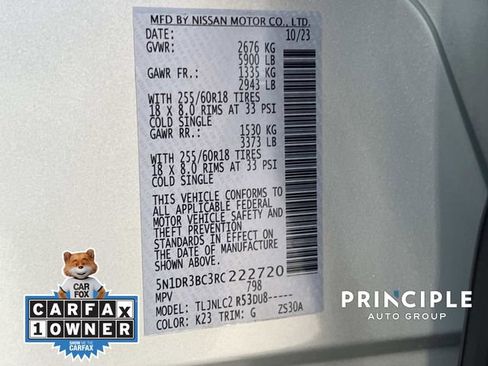 MFD BY NISSAN MOTOR CO., LTD.
DATE: 10/23
GVWR: 2676 KG
5900 LB
GAWR FR.: 1335 KG
2943 LB
WITH 255/60R18 TIRES
18 X 8.0 RIMS AT 33 PSI
COLD SINGLE
GAWR RR.: 1530 KG
3373 LB
WITH 255/60R18 TIRES
18 X 8.0 RIMS AT 33 PSI
COLD SINGLE
THIS VEHICLE CONFORMS TO
ALL APPLICABLE FEDERAL
MOTOR VEHICLE SAFETY AND
THEFT PREVENTION
STANDARDS IN EFFECT ON
THE DATE OF MANUFACTURE
SHOWN ABOVE.
5N1DR3BC3RC222720
MPV 798
MODEL: TLJNLC2 R53DU8-----
COLOR: K23 TRIM: G ZS30A
CAR
FOX
CARFAX
1 OWNER
SHOW ME THE
CARFAX
PRINCIPLE
AUTO GROUP